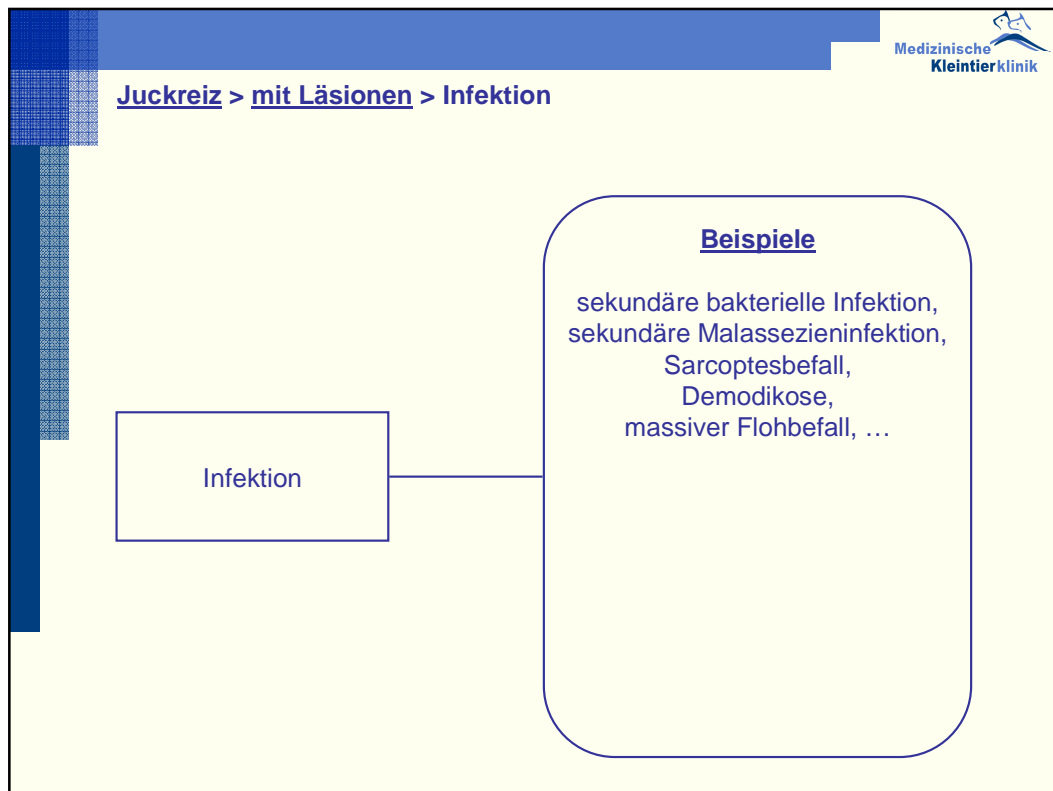 Medizinische
Kleintierklinik
Juckreiz > mit Läsionen > Infektion
Beispiele
sekundäre bakterielle Infektion,
sekundäre Malassezieninfektion,
Sarcoptesbefall,
Demodikose,
massiver Flohbefall, …
Infektion